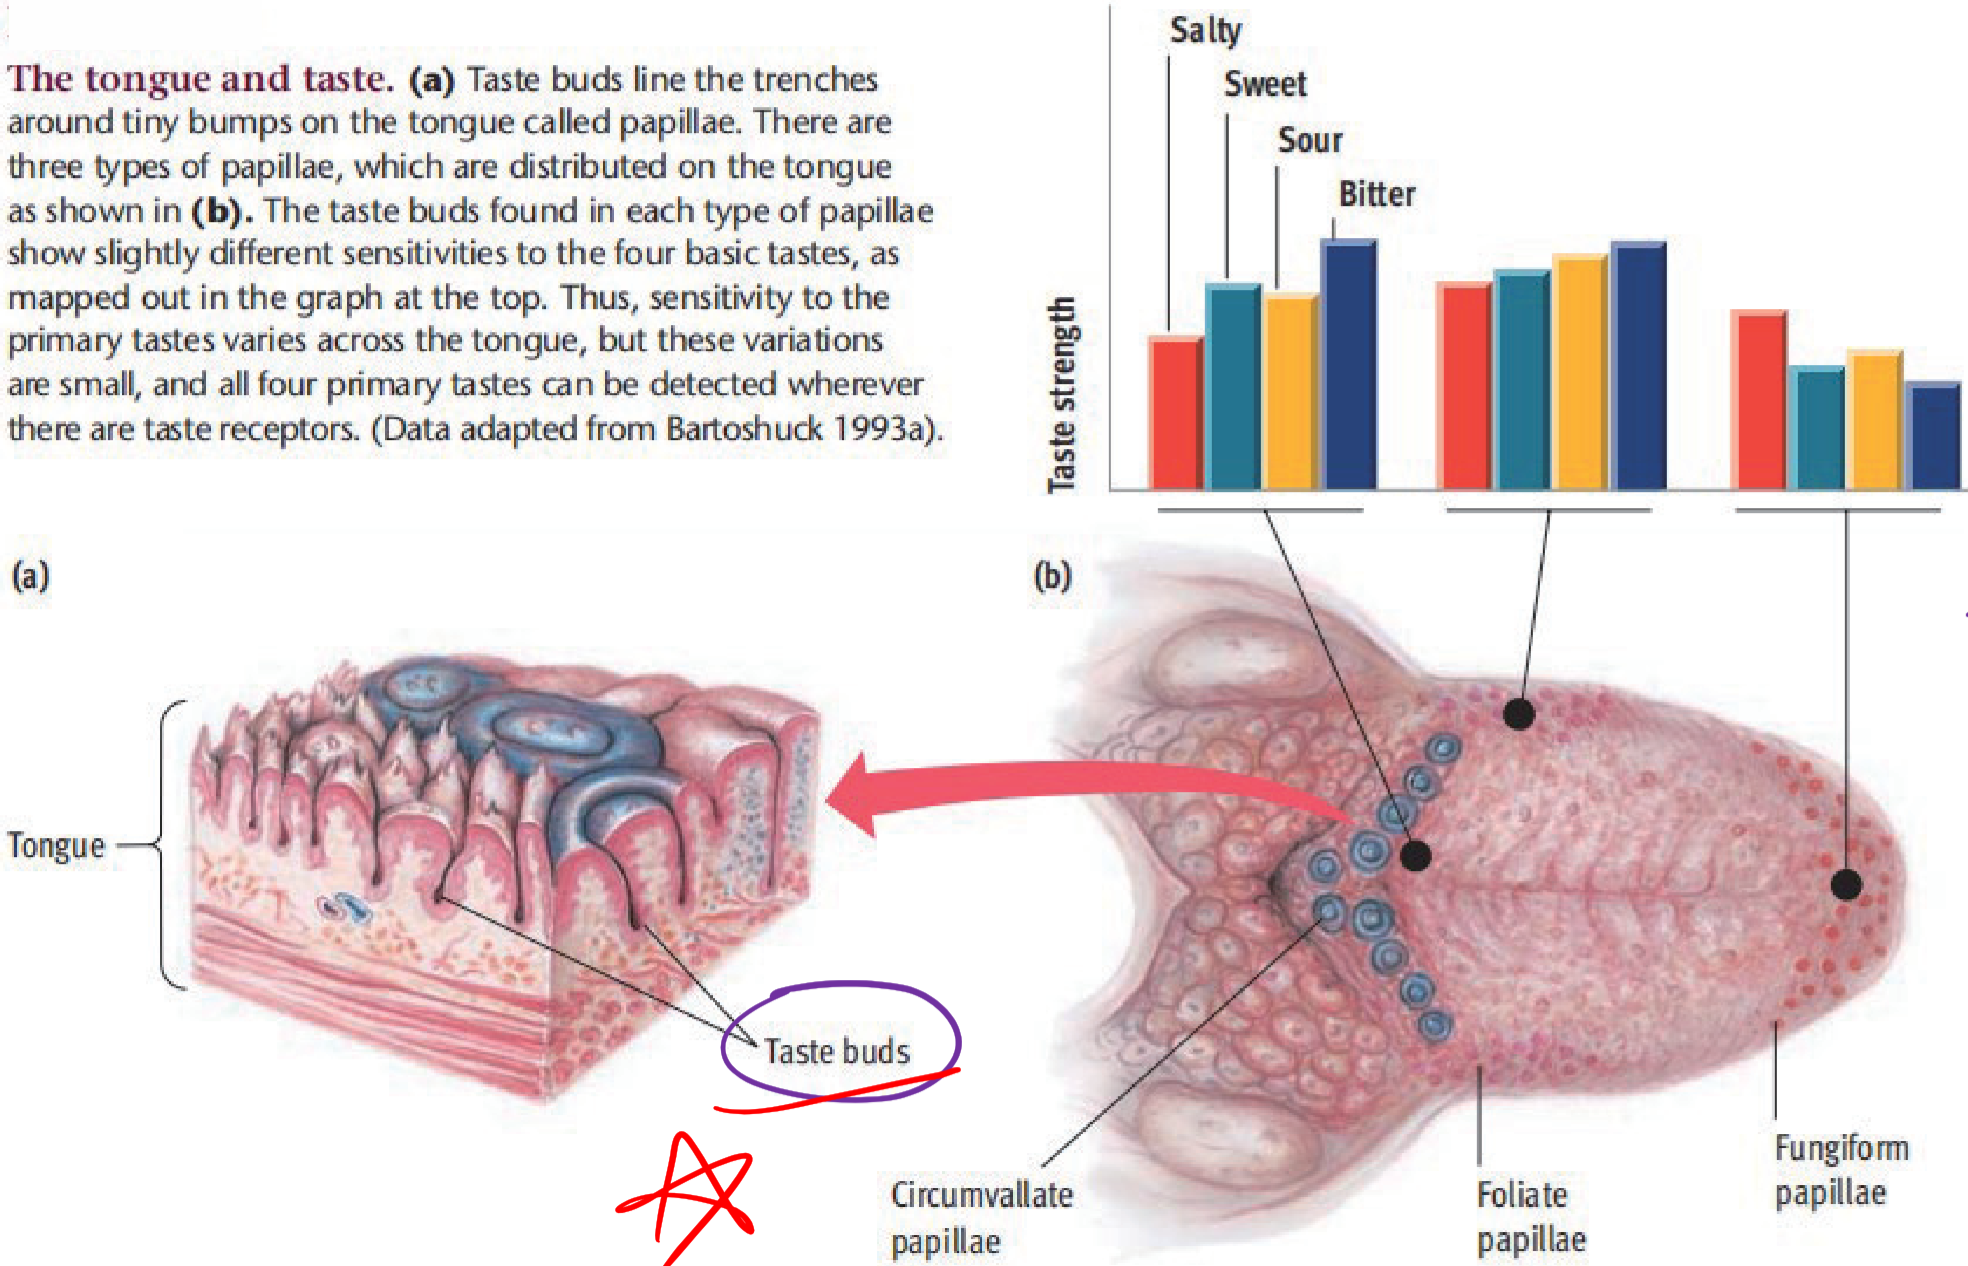 The tongue and taste. (a) Taste buds line the trenches
around tiny bumps on the tongue called papillae. There are
three types of papillae, which are distributed on the tongue
as shown in (b). The taste buds found in each type of papillae
show slightly different sensitivities to the four basic tastes, as
mapped out in the graph at the top. Thus, sensitivity to the
primary tastes varies across the tongue, but these variations
are small, and all four primary tastes can be detected wherever
there are taste receptors. (Data adapted from Bartoshuck 1993a).
Salty
Sweet
Sour
Bitter
Taste strength
(a)
Tongue
Taste buds
(b)
Circumvallate
papillae
Foliate
papillae
Fungiform
papillae